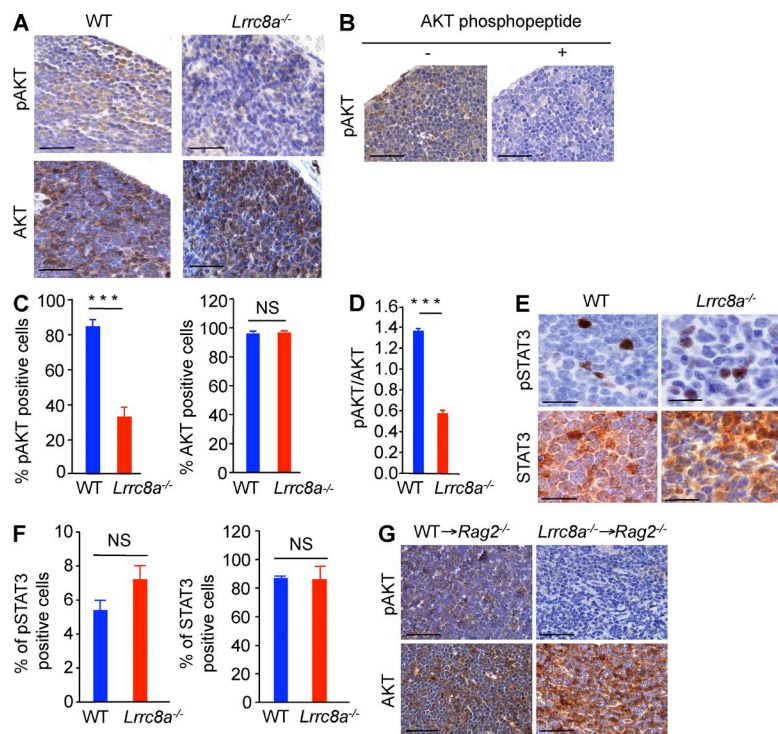 A
WT
Lrrc8a-/-
pAKT
AKT
B
AKT phosphopeptide
- +
pAKT
C
% pAKT positive cells
100
80
60
40
20
0
***
WT Lrrc8a-/-
% AKT positive cells
120
100
80
60
40
20
0
NS
WT Lrrc8a-/-
D
pAKT/AKT
1.6
1.4
1.2
1.0
0.8
0.6
0.4
0.2
0.0
***
WT Lrrc8a-/-
E
WT
Lrrc8a-/-
pSTAT3
STAT3
F
% of pSTAT3
positive cells
10
8
6
4
2
0
NS
WT Lrrc8a-/-
% of STAT3
positive cells
120
100
80
60
40
20
0
NS
WT Lrrc8a-/-
G
WT→Rag2-/-
Lrrc8a-/-→Rag2-/-
pAKT
AKT